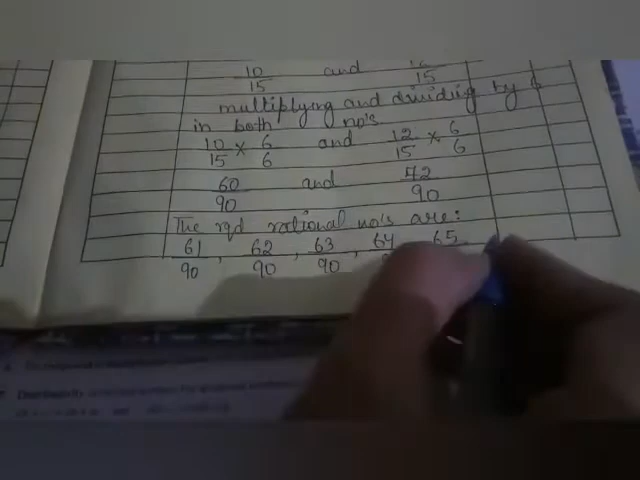 10/15 and 12/15
multiplying and dividing by 6
in both no's
10/15 × 6/6 and 12/15 × 6/6
60/90 and 72/90
The rqd rational no's are:
61/90, 62/90, 63/90, 64 65